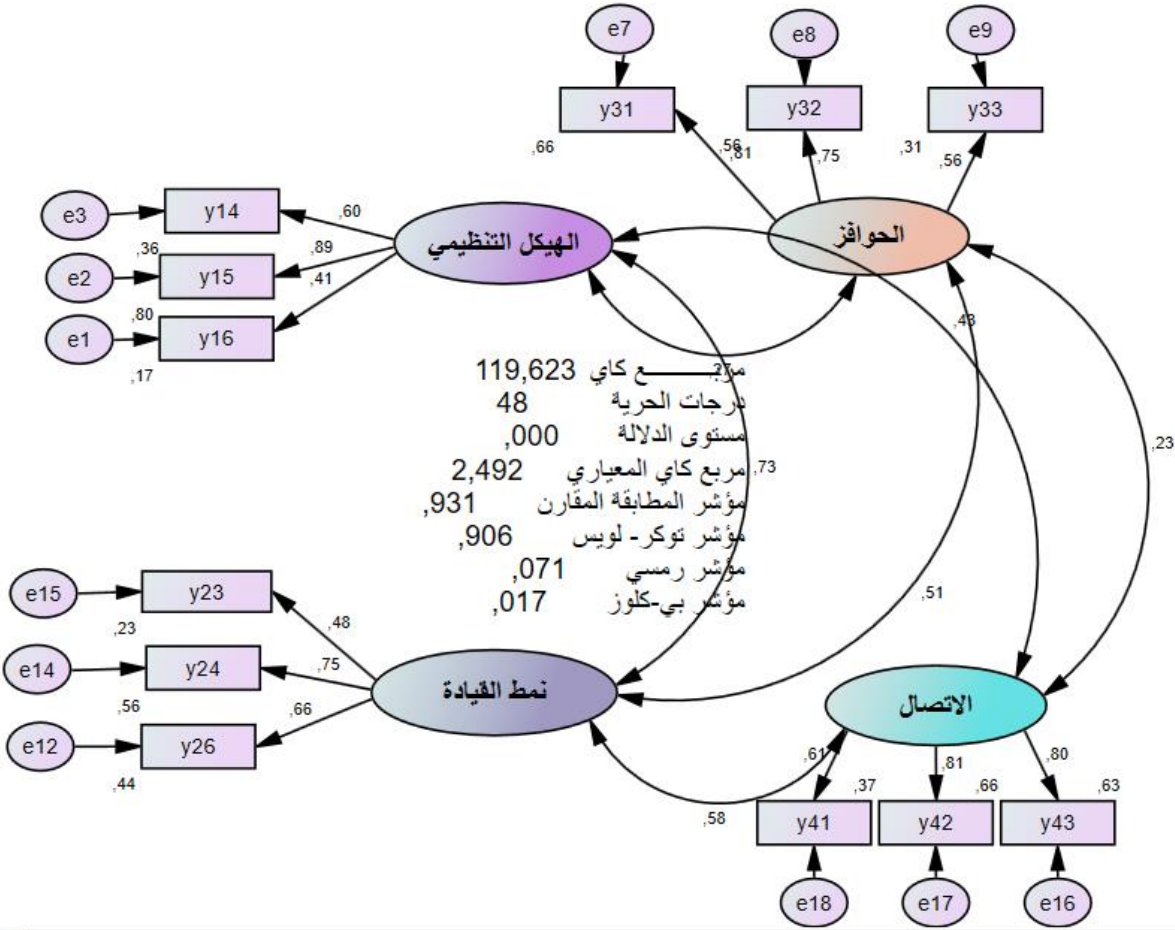 e7
e8
e9
y31
y32
y33
,66
,56
,81
,75
,31
,56
e3
y14
,60
الهيكل التنظيمي
الحوافز
,36
,89
e2
y15
,41
,80
e1
y16
,43
,17
مربـــــــع كاي 119,623
,27
درجات الحرية 48
مستوى الدلالة ,000
,23
مربع كاي المعياري 2,492
,73
مؤشر المطابقة المقارن ,931
مؤشر توكر- لويس ,906
مؤشر رمسي ,071
مؤشر بي-كلوز ,017
,51
e15
y23
,23
,48
e14
y24
,75
نمط القيادة
الاتصال
,56
,66
e12
y26
,44
,61
,81
,80
,37
,66
,63
,58
y41
y42
y43
e18
e17
e16